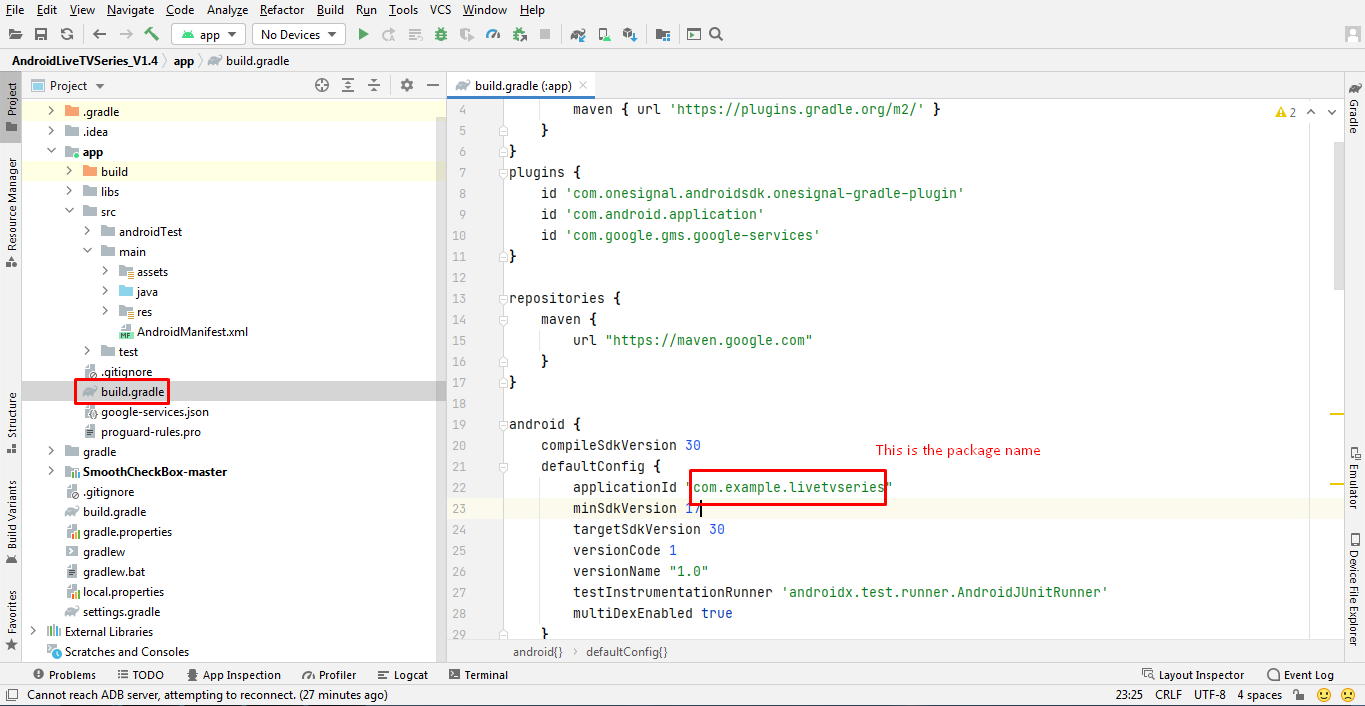 File Edit View Navigate Code Analyze Refactor Build Run Tools VCS Window Help
app No Devices
AndroidLiveTVSeries_V1.4 app build.gradle
Project
build.gradle (:app)
.gradle
.idea
app
build
libs
src
androidTest
main
assets
java
res
AndroidManifest.xml
test
.gitignore
build.gradle
google-services.json
proguard-rules.pro
gradle
SmoothCheckBox-master
.gitignore
build.gradle
gradle.properties
gradlew
gradlew.bat
local.properties
settings.gradle
External Libraries
Scratches and Consoles
Project
Resource Manager
Structure
Build Variants
Favorites
2
4 maven { url 'https://plugins.gradle.org/m2/' }
5 }
6 }
7 plugins {
8 id 'com.onesignal.androidsdk.onesignal-gradle-plugin'
9 id 'com.android.application'
10 id 'com.google.gms.google-services'
11 }
12
13 repositories {
14 maven {
15 url "https://maven.google.com"
16 }
17 }
18
19 android {
20 compileSdkVersion 30
This is the package name
21 defaultConfig {
22 applicationId "com.example.livetvseries"
23 minSdkVersion 17
24 targetSdkVersion 30
25 versionCode 1
26 versionName "1.0"
27 testInstrumentationRunner 'androidx.test.runner.AndroidJUnitRunner'
28 multiDexEnabled true
29 }
android{} defaultConfig{}
Gradle
Emulator
Device File Explorer
Problems TODO App Inspection Profiler Logcat Terminal Layout Inspector Event Log
Cannot reach ADB server, attempting to reconnect. (27 minutes ago) 23:25 CRLF UTF-8 4 spaces